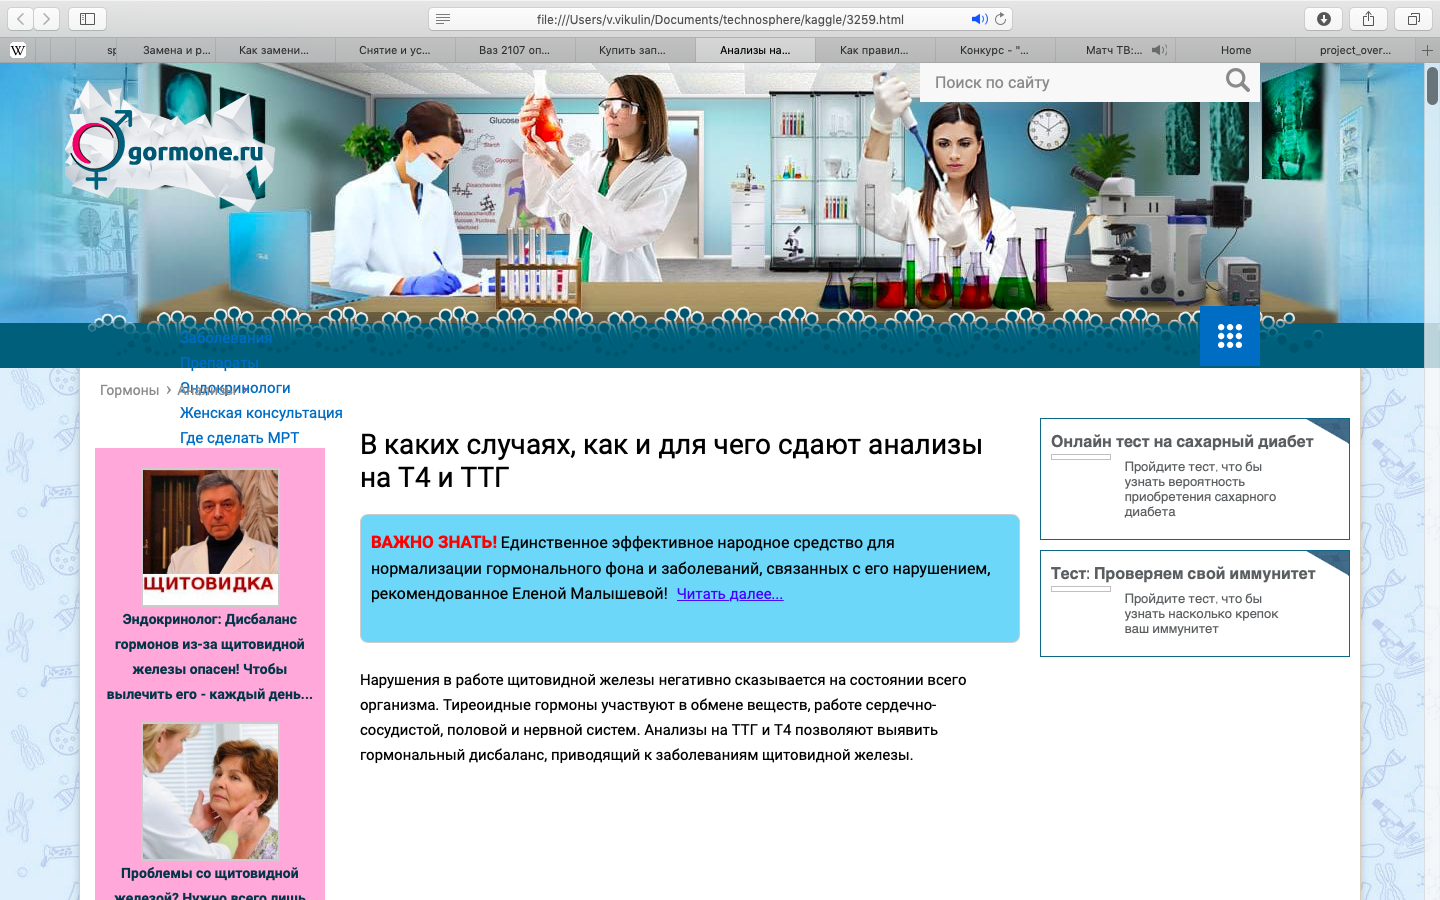 file:///Users/v.vikulin/Documents/technosphere/kaggle/3259.html
W
sp
Замена и р...
Как замени...
Снятие и ус...
Ваз 2107 оп...
Купить зап...
Анализы на...
Как правил...
Конкурс - "...
Матч ТВ:...
Home
project_over...
gormone.ru
Поиск по сайту
Starch
Glycogen
Disaccharides
Заболевания
Препараты
Эндокринологи
Женская консультация
Где сделать МРТ
Гормоны › Анализы ›
ЩИТОВИДКА
Эндокринолог: Дисбаланс
гормонов из-за щитовидной
железы опасен! Чтобы
вылечить его - каждый день...
Проблемы со щитовидной
железой? Нужно всего лишь
В каких случаях, как и для чего сдают анализы
на Т4 и ТТГ
ВАЖНО ЗНАТЬ! Единственное эффективное народное средство для
нормализации гормонального фона и заболеваний, связанных с его нарушением,
рекомендованное Еленой Малышевой! Читать далее...
Нарушения в работе щитовидной железы негативно сказывается на состоянии всего
организма. Тиреоидные гормоны участвуют в обмене веществ, работе сердечно-
сосудистой, половой и нервной систем. Анализы на ТТГ и Т4 позволяют выявить
гормональный дисбаланс, приводящий к заболеваниям щитовидной железы.
Онлайн тест на сахарный диабет
Пройдите тест, что бы
узнать вероятность
приобретения сахарного
диабета
Тест: Проверяем свой иммунитет
Пройдите тест, что бы
узнать насколько крепок
ваш иммунитет